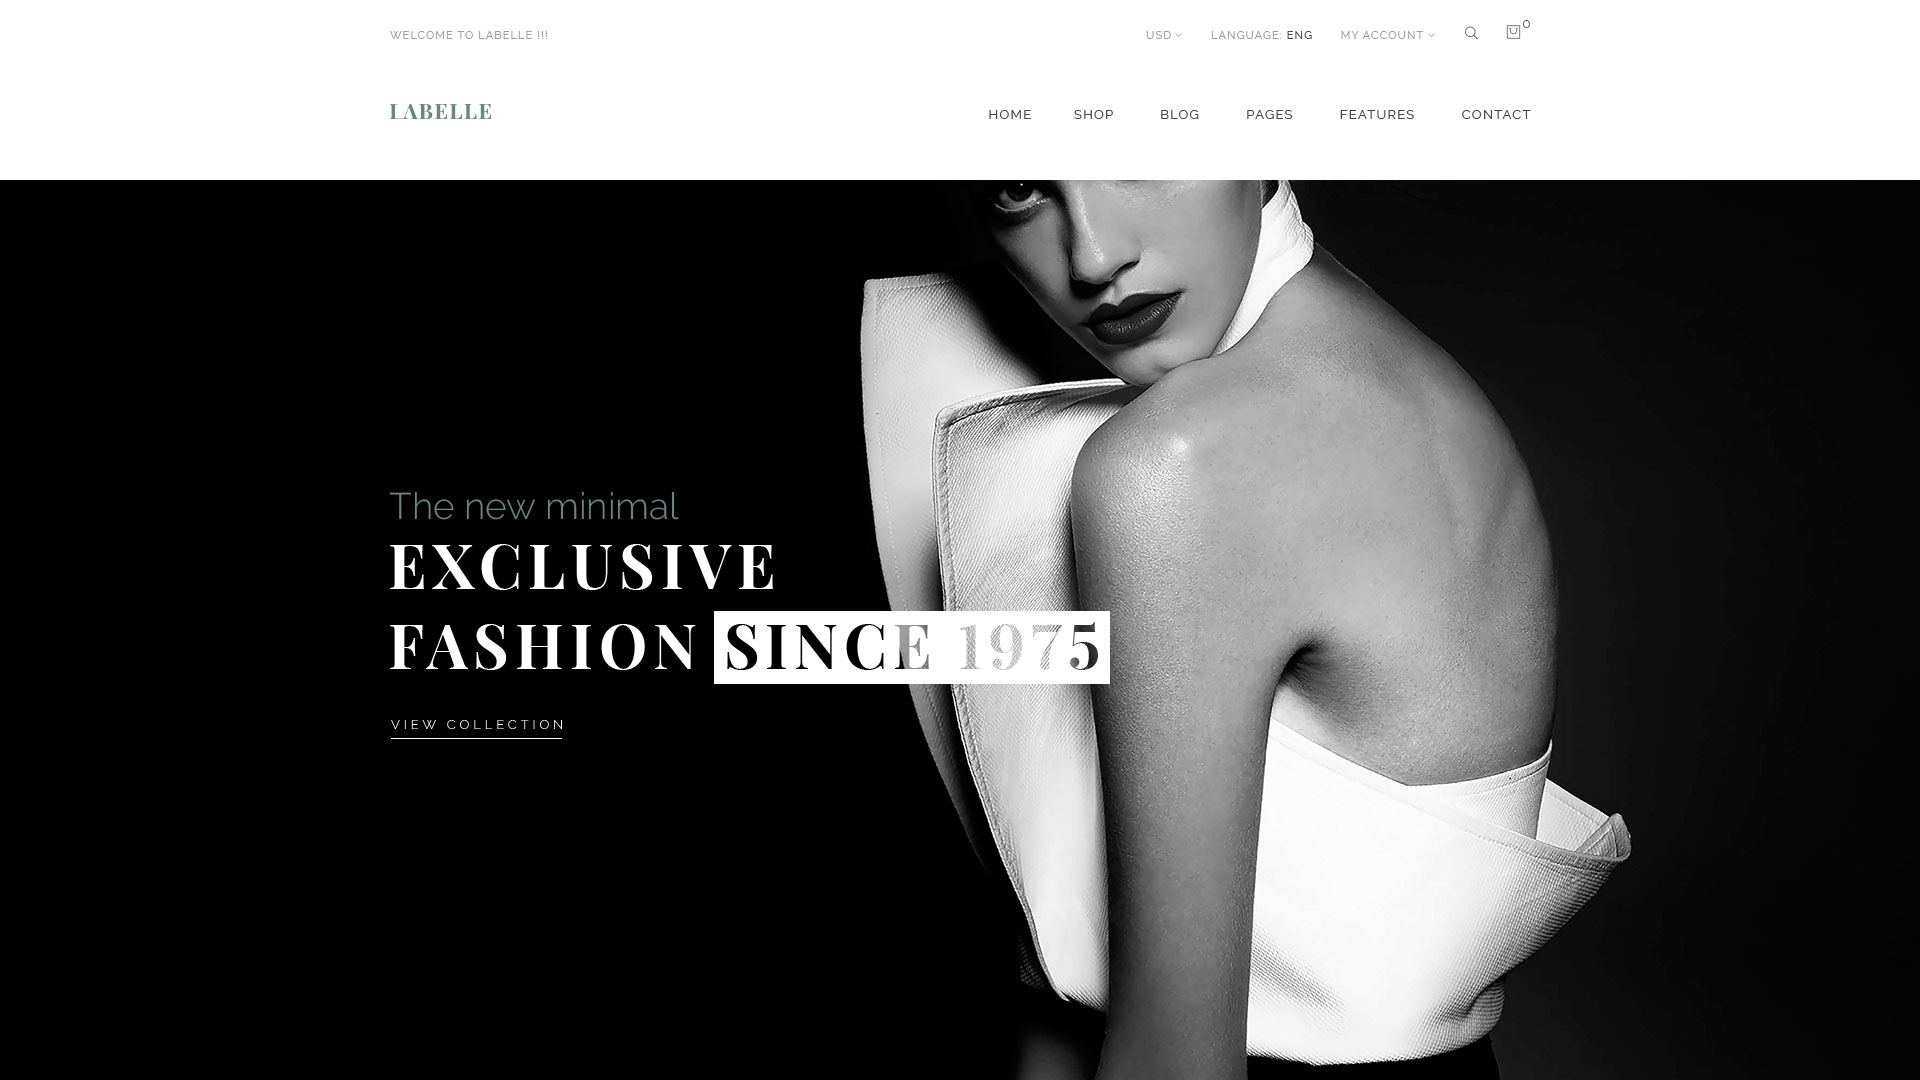 WELCOME TO LABELLE !!!
USD LANGUAGE: ENG MY ACCOUNT 0
LABELLE
HOME SHOP BLOG PAGES FEATURES CONTACT
The new minimal
EXCLUSIVE
FASHION SINCE 1975
VIEW COLLECTION